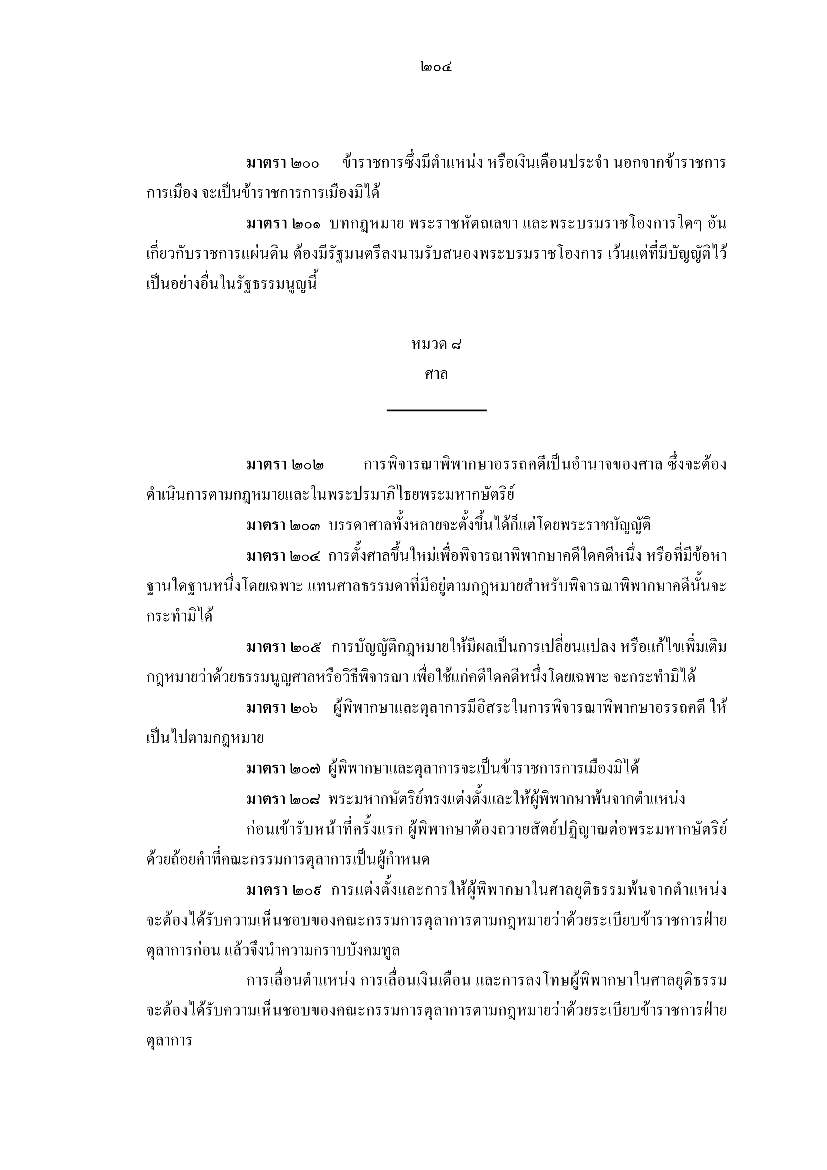 ๒๐๔
มาตรา ๒๐๐ ข้าราชการซึ่งมีตำแหน่ง หรือเงินเดือนประจำ นอกจากข้าราชการ
การเมือง จะเป็นข้าราชการการเมืองมิได้
มาตรา ๒๐๑ บทกฎหมาย พระราชหัตถเลขา และพระบรมราชโองการใดๆ อัน
เกี่ยวกับราชการแผ่นดิน ต้องมีรัฐมนตรีลงนามรับสนองพระบรมราชโองการ เว้นแต่ที่มีบัญญัติไว้
เป็นอย่างอื่นในรัฐธรรมนูญนี้
หมวด ๘
ศาล
มาตรา ๒๐๒ การพิจารณาพิพากษาอรรถคดีเป็นอำนาจของศาล ซึ่งจะต้อง
ดำเนินการตามกฎหมายและในพระปรมาภิไธยพระมหากษัตริย์
มาตรา ๒๐๓ บรรดาศาลทั้งหลายจะตั้งขึ้นได้ก็แต่โดยพระราชบัญญัติ
มาตรา ๒๐๔ การตั้งศาลขึ้นใหม่เพื่อพิจารณาพิพากษาคดีใดคดีหนึ่ง หรือที่มีข้อหา
ฐานใดฐานหนึ่งโดยเฉพาะ แทนศาลธรรมดาที่มีอยู่ตามกฎหมายสำหรับพิจารณาพิพากษาคดีนั้นจะ
กระทำมิได้
มาตรา ๒๐๕ การบัญญัติกฎหมายให้มีผลเป็นการเปลี่ยนแปลง หรือแก้ไขเพิ่มเติม
กฎหมายว่าด้วยธรรมนูญศาลหรือวิธีพิจารณา เพื่อใช้แก่คดีใดคดีหนึ่งโดยเฉพาะ จะกระทำมิได้
มาตรา ๒๐๖ ผู้พิพากษาและตุลาการมีอิสระในการพิจารณาพิพากษาอรรถคดี ให้
เป็นไปตามกฎหมาย
มาตรา ๒๐๗ ผู้พิพากษาและตุลาการจะเป็นข้าราชการการเมืองมิได้
มาตรา ๒๐๘ พระมหากษัตริย์ทรงแต่งตั้งและให้ผู้พิพากษาพ้นจากตำแหน่ง
ก่อนเข้ารับหน้าที่ครั้งแรก ผู้พิพากษาต้องถวายสัตย์ปฏิญาณต่อพระมหากษัตริย์
ด้วยถ้อยคำที่คณะกรรมการตุลาการเป็นผู้กำหนด
มาตรา ๒๐๙ การแต่งตั้งและการให้ผู้พิพากษาในศาลยุติธรรมพ้นจากตำแหน่ง
จะต้องได้รับความเห็นชอบของคณะกรรมการตุลาการตามกฎหมายว่าด้วยระเบียบข้าราชการฝ่าย
ตุลาการก่อน แล้วจึงนำความกราบบังคมทูล
การเลื่อนตำแหน่ง การเลื่อนเงินเดือน และการลงโทษผู้พิพากษาในศาลยุติธรรม
จะต้องได้รับความเห็นชอบของคณะกรรมการตุลาการตามกฎหมายว่าด้วยระเบียบข้าราชการฝ่าย
ตุลาการ